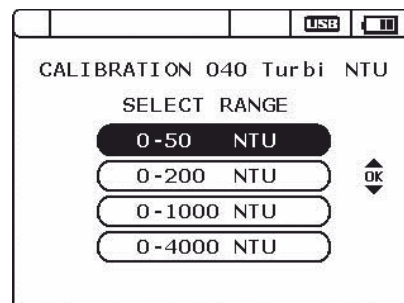 USB
CALIBRATION 040 Turbi NTU
SELECT RANGE
0-50 NTU
0-200 NTU
OK
0-1000 NTU
0-4000 NTU